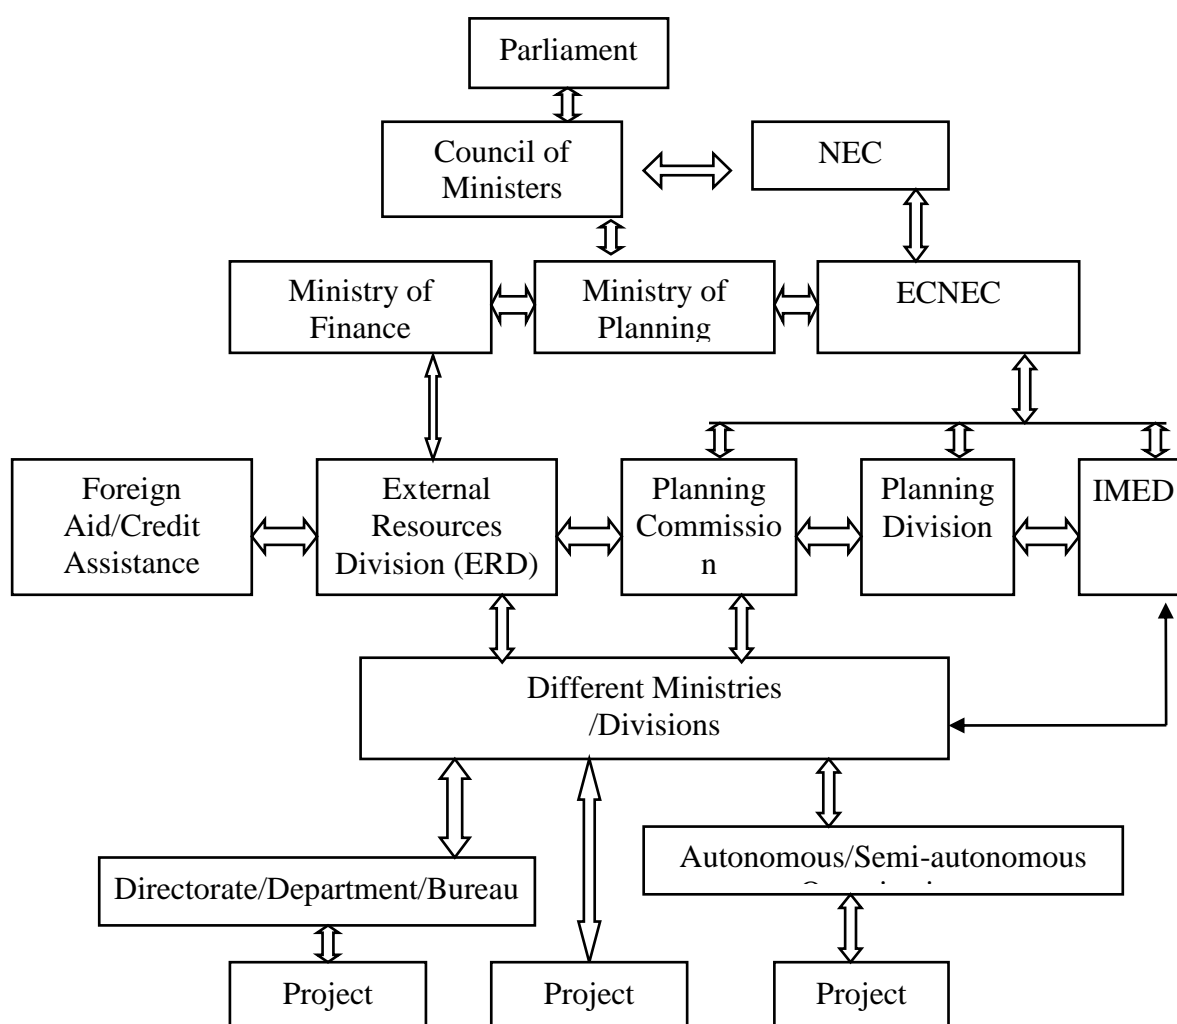 Parliament
Council of
Ministers
NEC
Ministry of
Finance
Ministry of
Planning
ECNEC
Foreign
Aid/Credit
Assistance
External
Resources
Division (ERD)
Planning
Commissio
n
Planning
Division
IMED
Different Ministries
/Divisions
Directorate/Department/Bureau
Autonomous/Semi-autonomous
Project
Project
Project